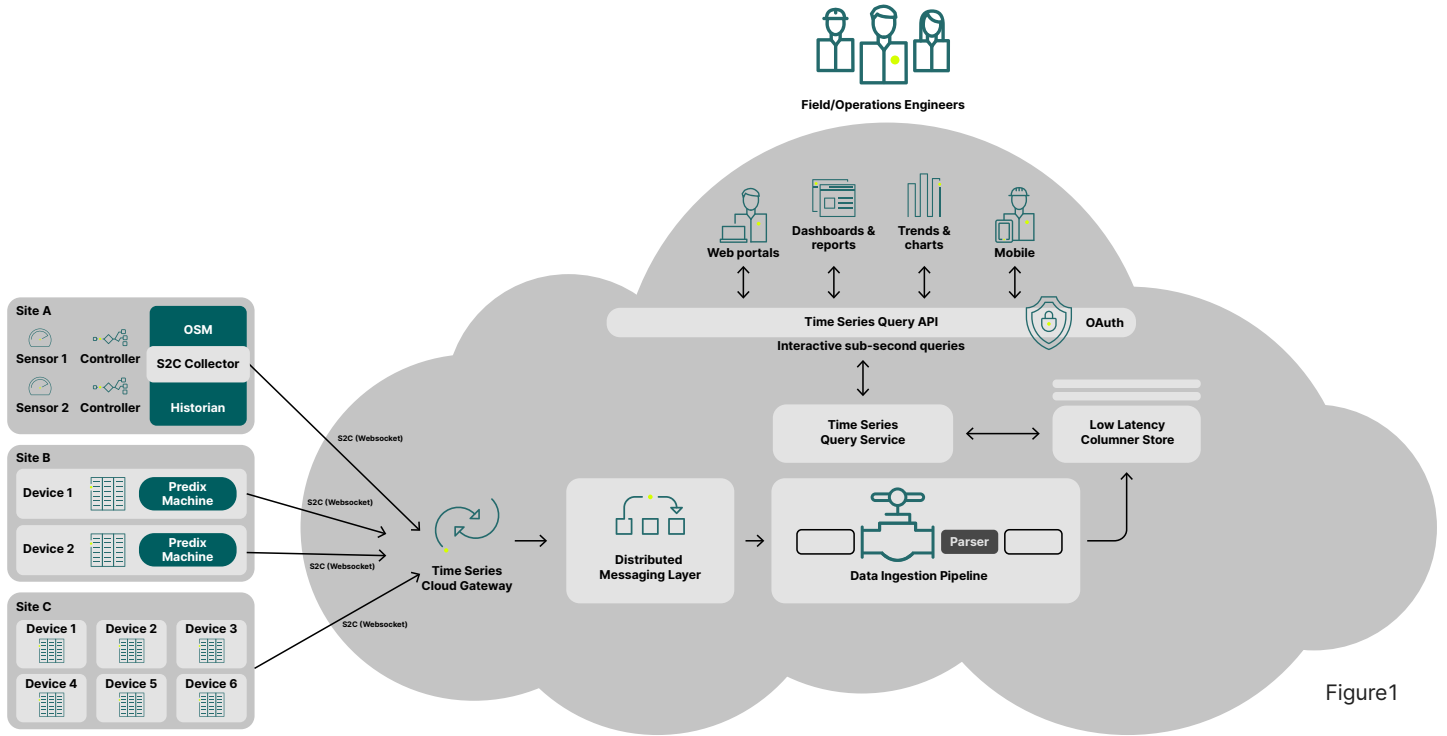 Field/Operations Engineers
Web portals
Dashboards &
reports
Trends &
charts
Mobile
Time Series Query API
OAuth
Interactive sub-second queries
Time Series
Query Service
Low Latency
Columner Store
Site A
Sensor 1
Controller
Sensor 2
Controller
OSM
S2C Collector
Historian
S2C (Websocket)
Site B
Device 1
Predix
Machine
Device 2
Predix
Machine
S2C (Websocket)
S2C (Websocket)
Site C
Device 1
Device 2
Device 3
Device 4
Device 5
Device 6
S2C (Websocket)
Time Series
Cloud Gateway
Distributed
Messaging Layer
Parser
Data Ingestion Pipeline
Figure1